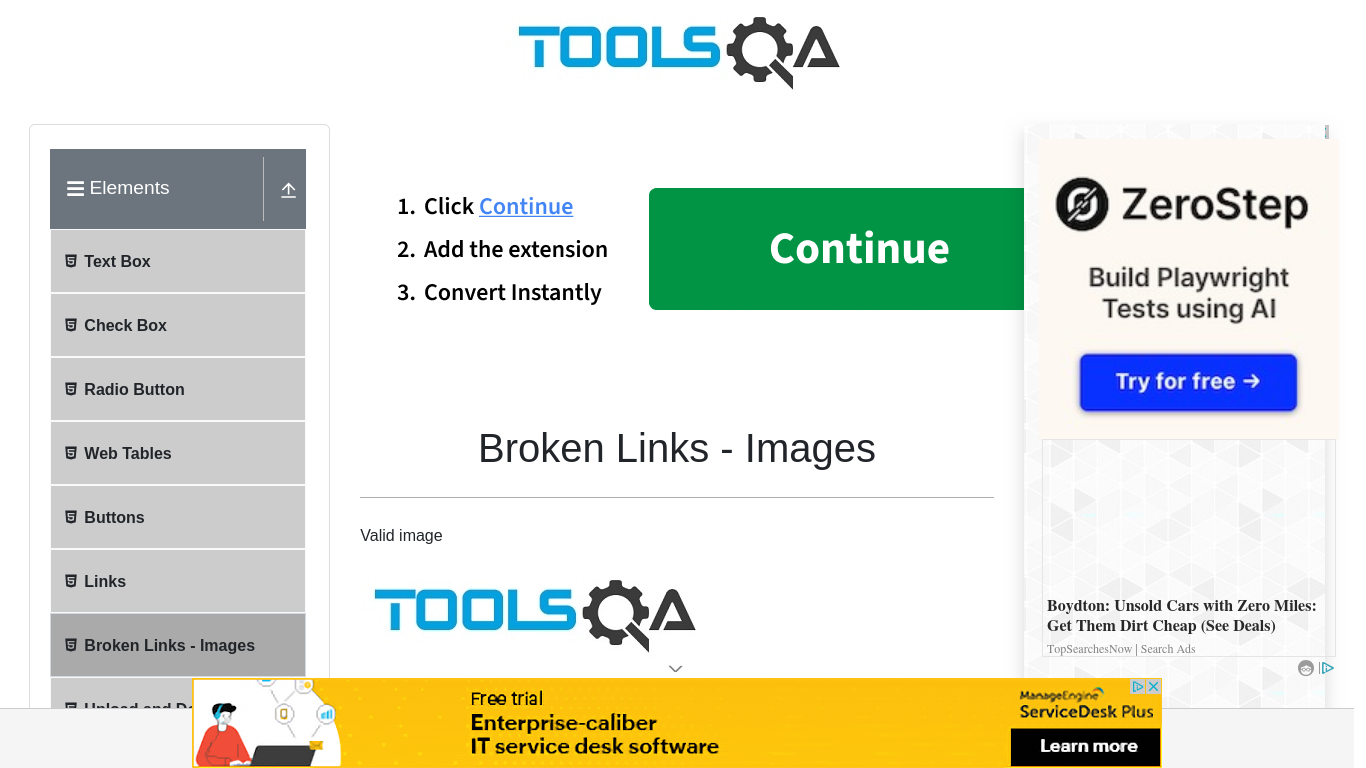 TOOLSQA
Elements
Text Box
Check Box
Radio Button
Web Tables
Buttons
Links
Broken Links - Images
1. Click Continue
2. Add the extension
3. Convert Instantly
Continue
Broken Links - Images
Valid image
TOOLSQA
ZeroStep
Build Playwright
Tests using AI
Try for free →
Boydton: Unsold Cars with Zero Miles:
Get Them Dirt Cheap (See Deals)
TopSearchesNow | Search Ads
Free trial
Enterprise-caliber
IT service desk software
ManageEngine
ServiceDesk Plus
Learn more